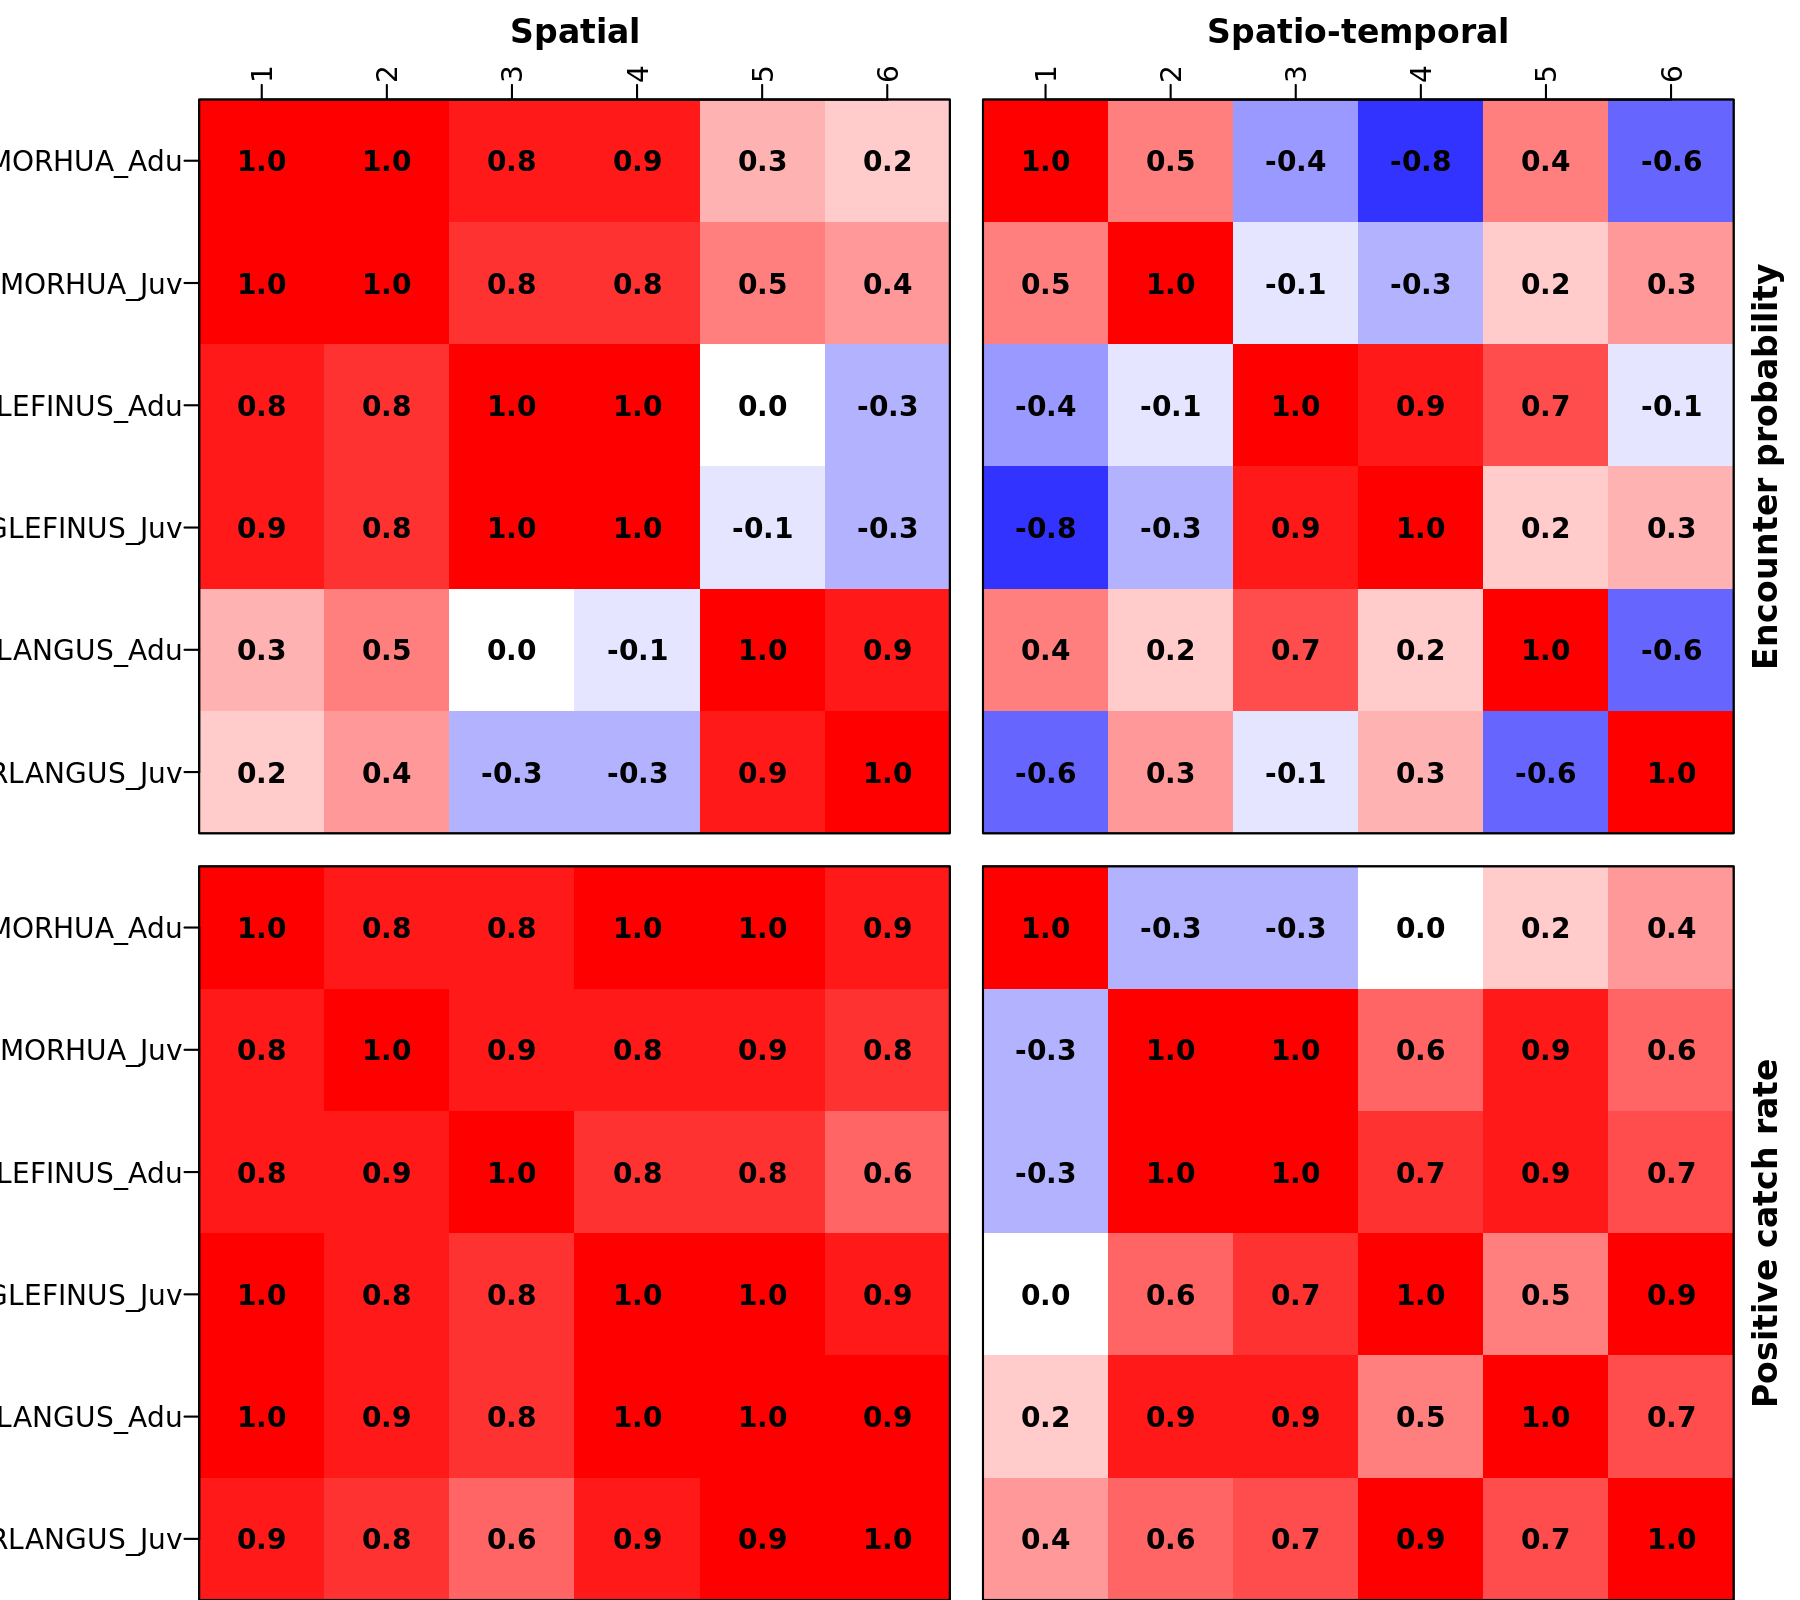 Spatial Spatio-temporal
1 2 3 4 5 6 1 2 3 4 5 6
MORHUA_Adu 1.0 1.0 0.8 0.9 0.3 0.2 1.0 0.5 -0.4 -0.8 0.4 -0.6
MORHUA_Juv 1.0 1.0 0.8 0.8 0.5 0.4 0.5 1.0 -0.1 -0.3 0.2 0.3
LEFINUS_Adu 0.8 0.8 1.0 1.0 0.0 -0.3 -0.4 -0.1 1.0 0.9 0.7 -0.1
GLEFINUS_Juv 0.9 0.8 1.0 1.0 -0.1 -0.3 -0.8 -0.3 0.9 1.0 0.2 0.3
LANGUS_Adu 0.3 0.5 0.0 -0.1 1.0 0.9 0.4 0.2 0.7 0.2 1.0 -0.6
RLANGUS_Juv 0.2 0.4 -0.3 -0.3 0.9 1.0 -0.6 0.3 -0.1 0.3 -0.6 1.0
Encounter probability
MORHUA_Adu 1.0 0.8 0.8 1.0 1.0 0.9 1.0 -0.3 -0.3 0.0 0.2 0.4
MORHUA_Juv 0.8 1.0 0.9 0.8 0.9 0.8 -0.3 1.0 1.0 0.6 0.9 0.6
LEFINUS_Adu 0.8 0.9 1.0 0.8 0.8 0.6 -0.3 1.0 1.0 0.7 0.9 0.7
GLEFINUS_Juv 1.0 0.8 0.8 1.0 1.0 0.9 0.0 0.6 0.7 1.0 0.5 0.9
LANGUS_Adu 1.0 0.9 0.8 1.0 1.0 0.9 0.2 0.9 0.9 0.5 1.0 0.7
RLANGUS_Juv 0.9 0.8 0.6 0.9 0.9 1.0 0.4 0.6 0.7 0.9 0.7 1.0
Positive catch rate